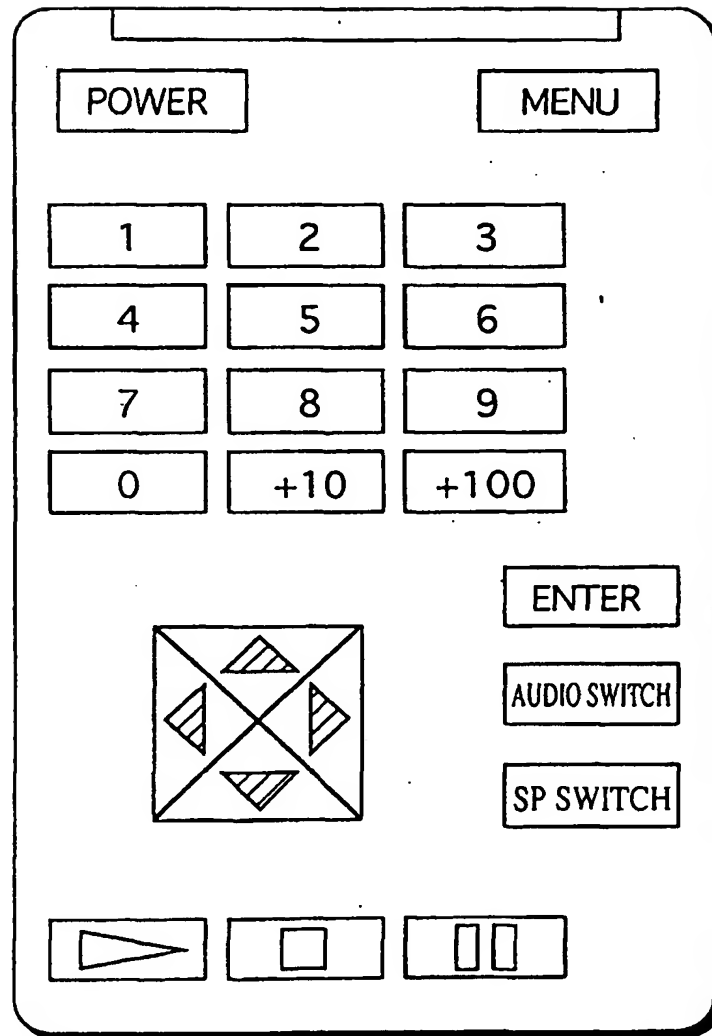 POWER MENU
1 2 3
4 5 6
7 8 9
0 +10 +100
ENTER
AUDIO SWITCH
SP SWITCH